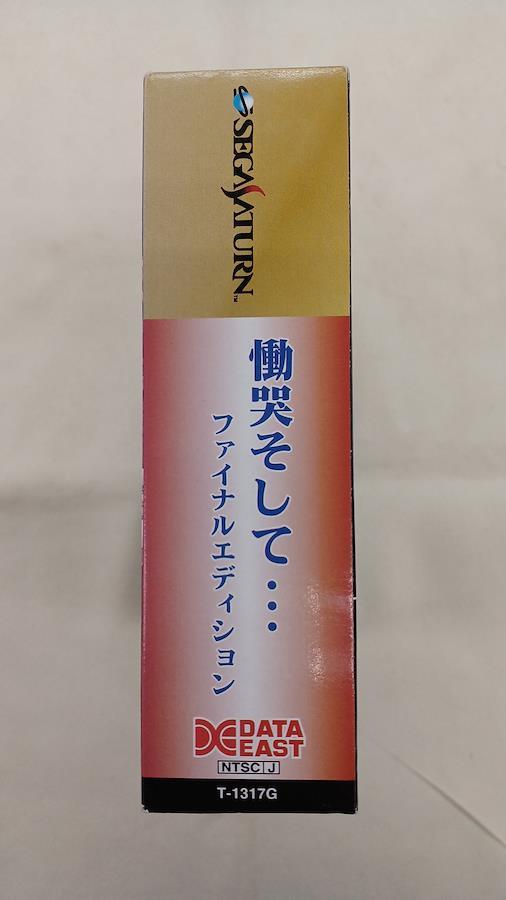 SEGA SATURN™
慟哭そして・・・
ファイナルエディション
DATA
EAST
NTSC J
T-1317G